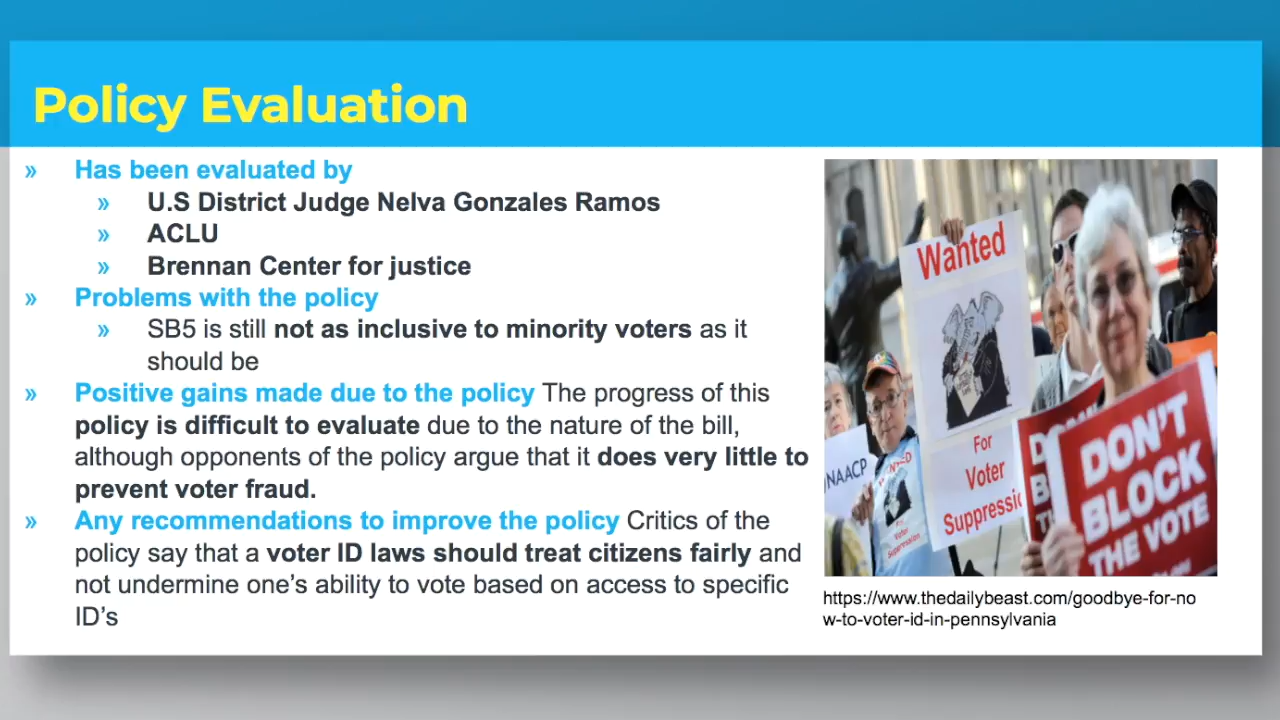 Policy Evaluation
» Has been evaluated by
» U.S District Judge Nelva Gonzales Ramos
» ACLU
» Brennan Center for justice
» Problems with the policy
» SB5 is still not as inclusive to minority voters as it
should be
» Positive gains made due to the policy The progress of this
policy is difficult to evaluate due to the nature of the bill,
although opponents of the policy argue that it does very little to
prevent voter fraud.
» Any recommendations to improve the policy Critics of the
policy say that a voter ID laws should treat citizens fairly and
not undermine one’s ability to vote based on access to specific
ID’s
Wanted
For
Voter
Suppressio
NAACP
WANTED
For
Voter
Suppression
DON'T
BLOCK
THE VOTE
https://www.thedailybeast.com/goodbye-for-no
w-to-voter-id-in-pennsylvania